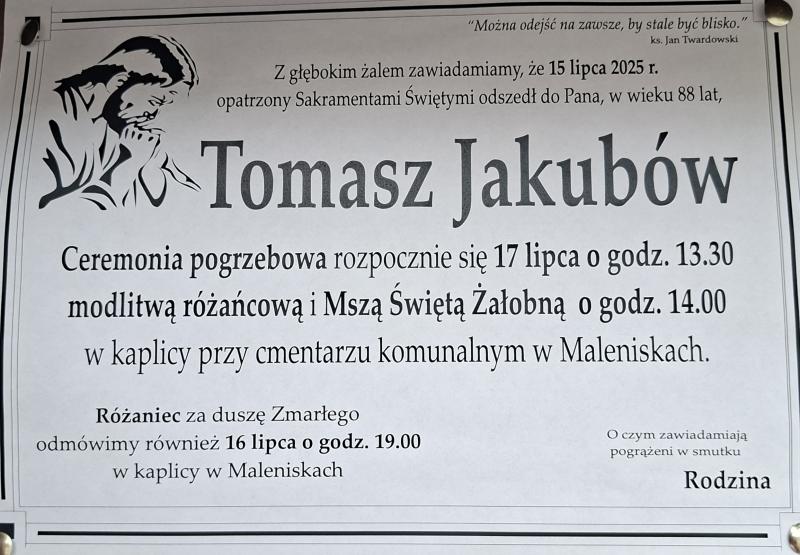 "Można odejść na zawsze, by stale być blisko."
ks. Jan Twardowski
Z głębokim żalem zawiadamiamy, że 15 lipca 2025 r.
opatrzony Sakramentami Świętymi odszedł do Pana, w wieku 88 lat,
Tomasz Jakubów
Ceremonia pogrzebowa rozpocznie się 17 lipca o godz. 13.30
modlitwą różańcową i Mszą Świętą Żałobną o godz. 14.00
w kaplicy przy cmentarzu komunalnym w Maleniskach.
Różaniec za duszę Zmarłego
odmówimy również 16 lipca o godz. 19.00
w kaplicy w Maleniskach
O czym zawiadamiają
pogrążeni w smutku
Rodzina